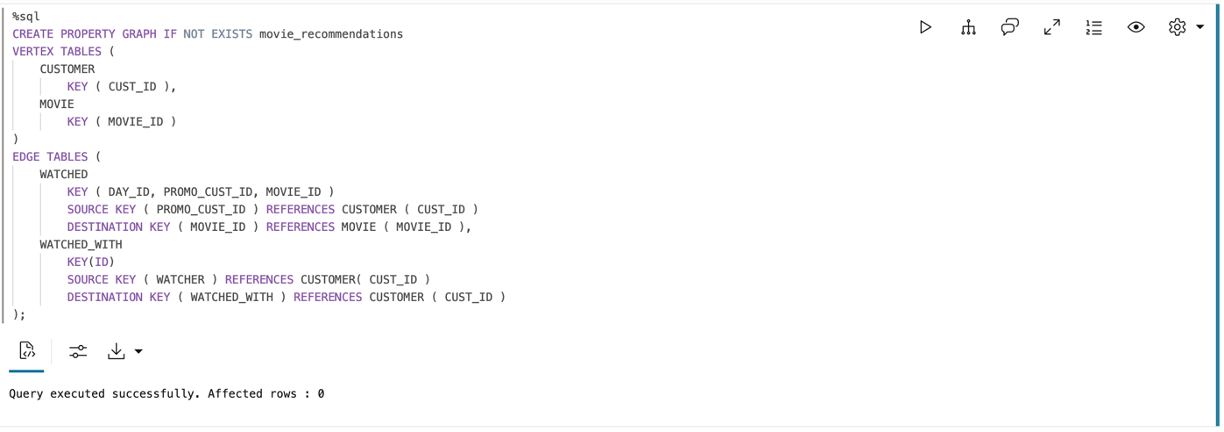 %sql
CREATE PROPERTY GRAPH IF NOT EXISTS movie_recommendations
VERTEX TABLES (
    CUSTOMER
        KEY ( CUST_ID ),
    MOVIE
        KEY ( MOVIE_ID )
)
EDGE TABLES (
    WATCHED
        KEY ( DAY_ID, PROMO_CUST_ID, MOVIE_ID )
        SOURCE KEY ( PROMO_CUST_ID ) REFERENCES CUSTOMER ( CUST_ID )
        DESTINATION KEY ( MOVIE_ID ) REFERENCES MOVIE ( MOVIE_ID ),
    WATCHED_WITH
        KEY(ID)
        SOURCE KEY ( WATCHER ) REFERENCES CUSTOMER( CUST_ID )
        DESTINATION KEY ( WATCHED_WITH ) REFERENCES CUSTOMER ( CUST_ID )
);
Query executed successfully. Affected rows : 0